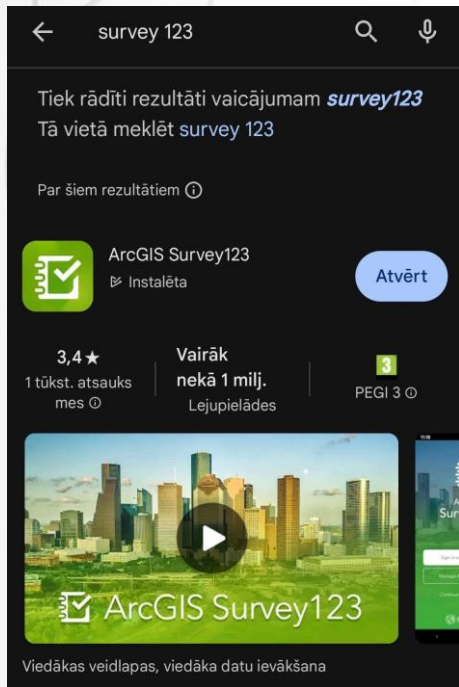 survey 123
Tiek rādīti rezultāti vaicājumam survey123
Tā vietā meklēt survey 123
Par šiem rezultātiem
ArcGIS Survey123
Instalēta
Atvērt
3,4★
1 tūkst. atsauks
mes
Vairāk
nekā 1 milj.
Lejupielādes
3
PEGI 3
ArcGIS Survey123
Viedākas veidlapas, viedāka datu ievākšana